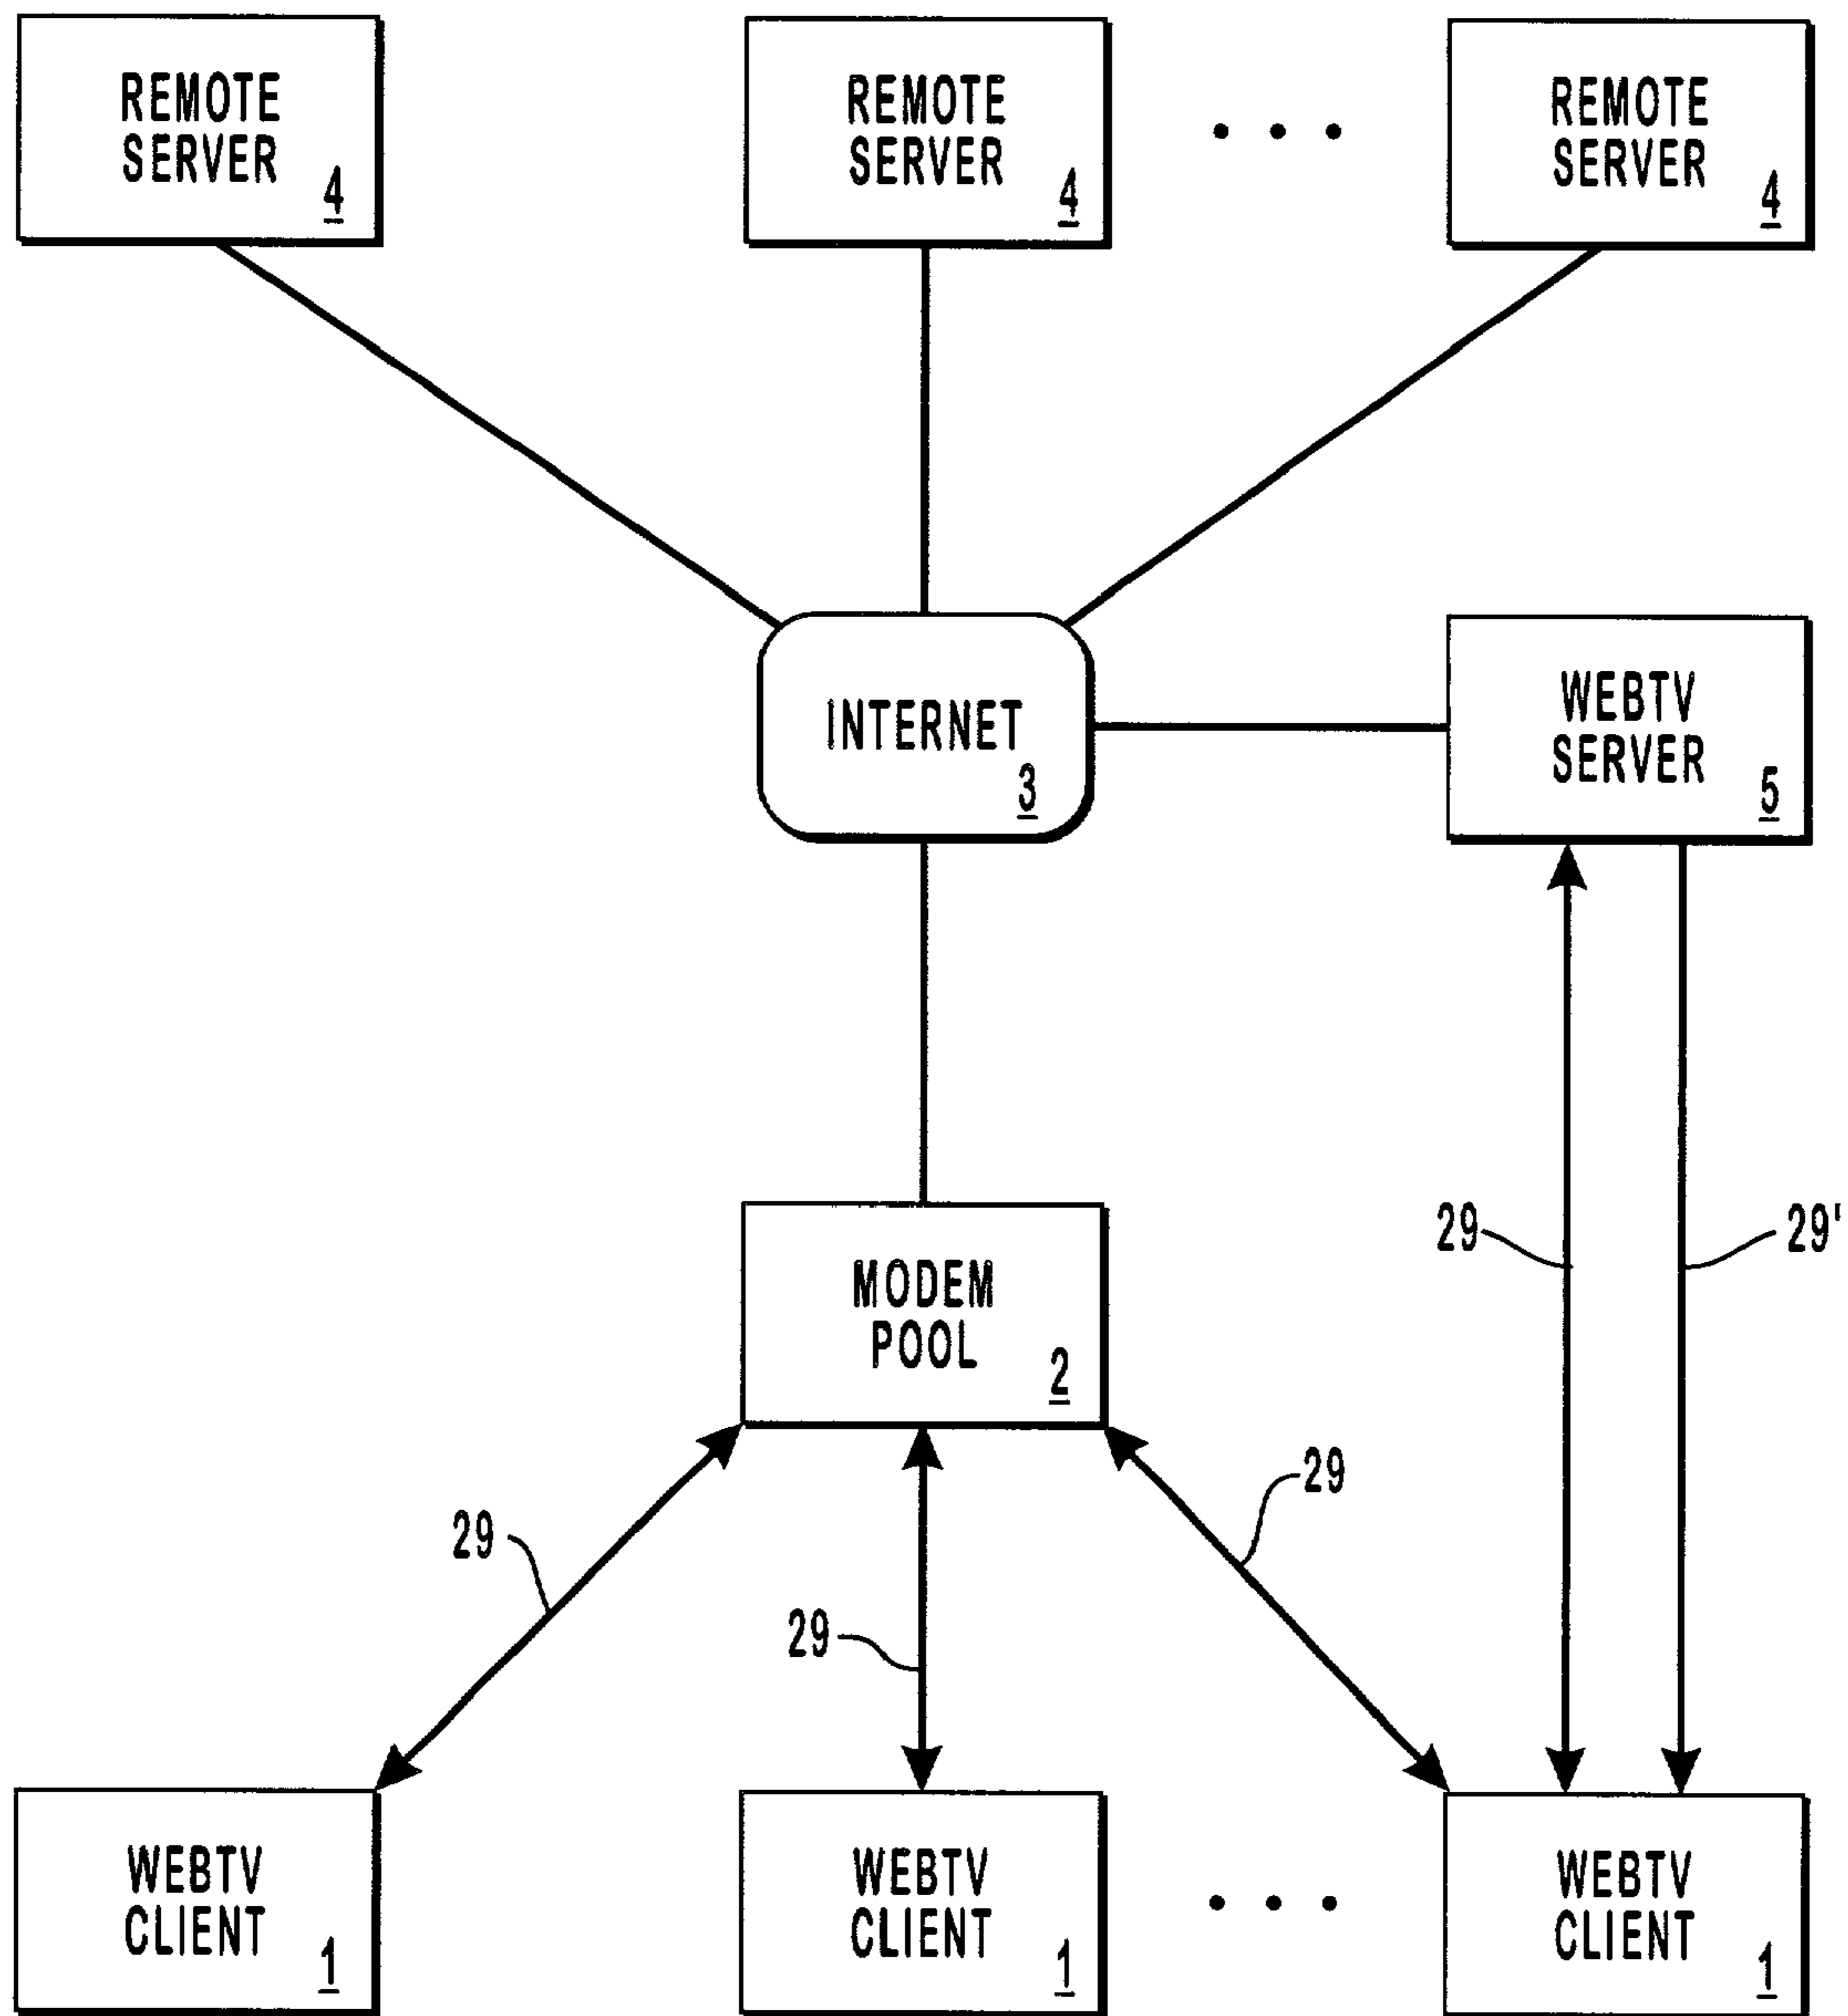 REMOTE
SERVER
4
REMOTE
SERVER
4
• • •
REMOTE
SERVER
4
INTERNET
3
WEBTV
SERVER
5
29
29'
MODEM
POOL
2
29
29
29
WEBTV
CLIENT
1
WEBTV
CLIENT
1
• • •
WEBTV
CLIENT
1